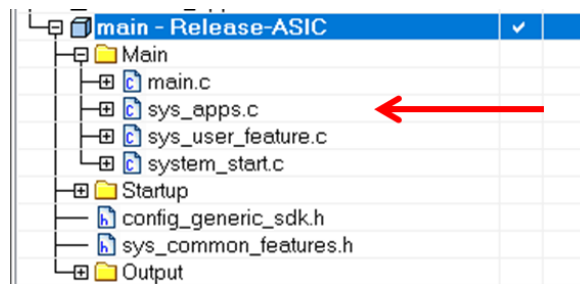 main - Release-ASIC
Main
main.c
sys_apps.c
sys_user_feature.c
system_start.c
Startup
config_generic_sdk.h
sys_common_features.h
Output